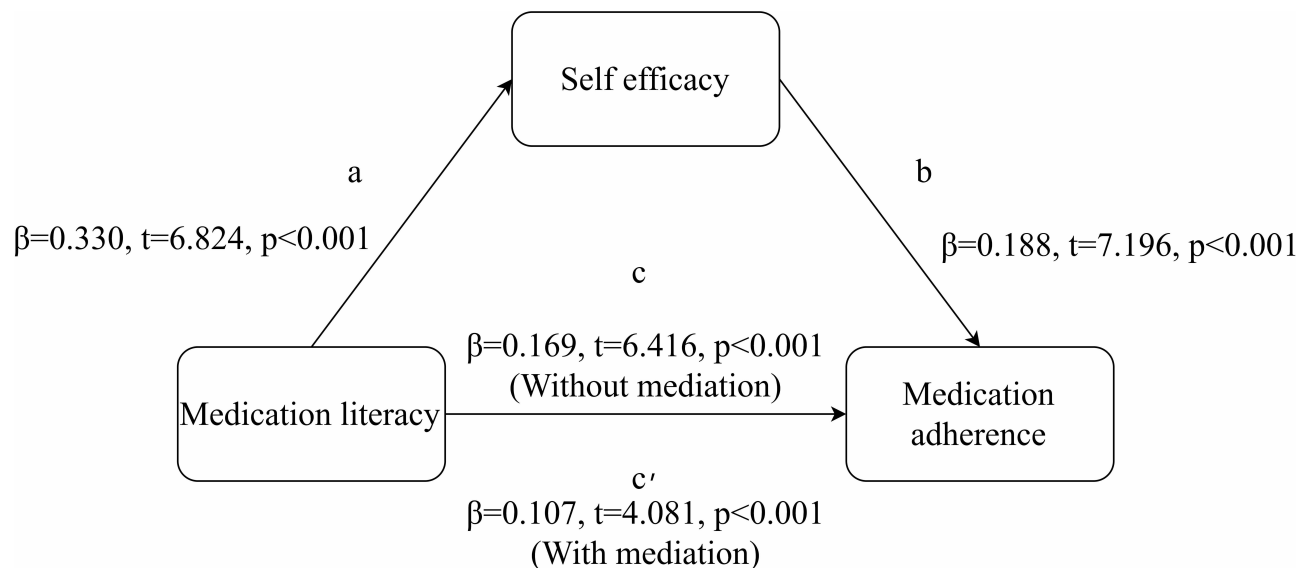 Self efficacy
a
b
β=0.330, t=6.824, p<0.001
β=0.188, t=7.196, p<0.001
c
β=0.169, t=6.416, p<0.001
(Without mediation)
Medication literacy
Medication
adherence
c′
β=0.107, t=4.081, p<0.001
(With mediation)